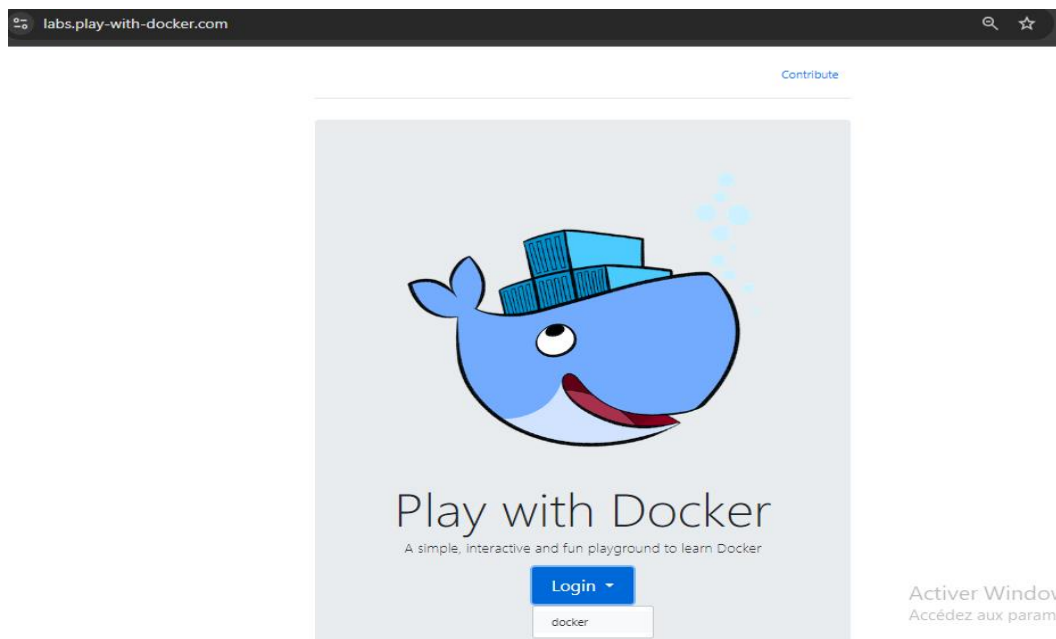 labs.play-with-docker.com
Contribute
Play with Docker
A simple, interactive and fun playground to learn Docker
Login
docker
Activer Window
Accédez aux param